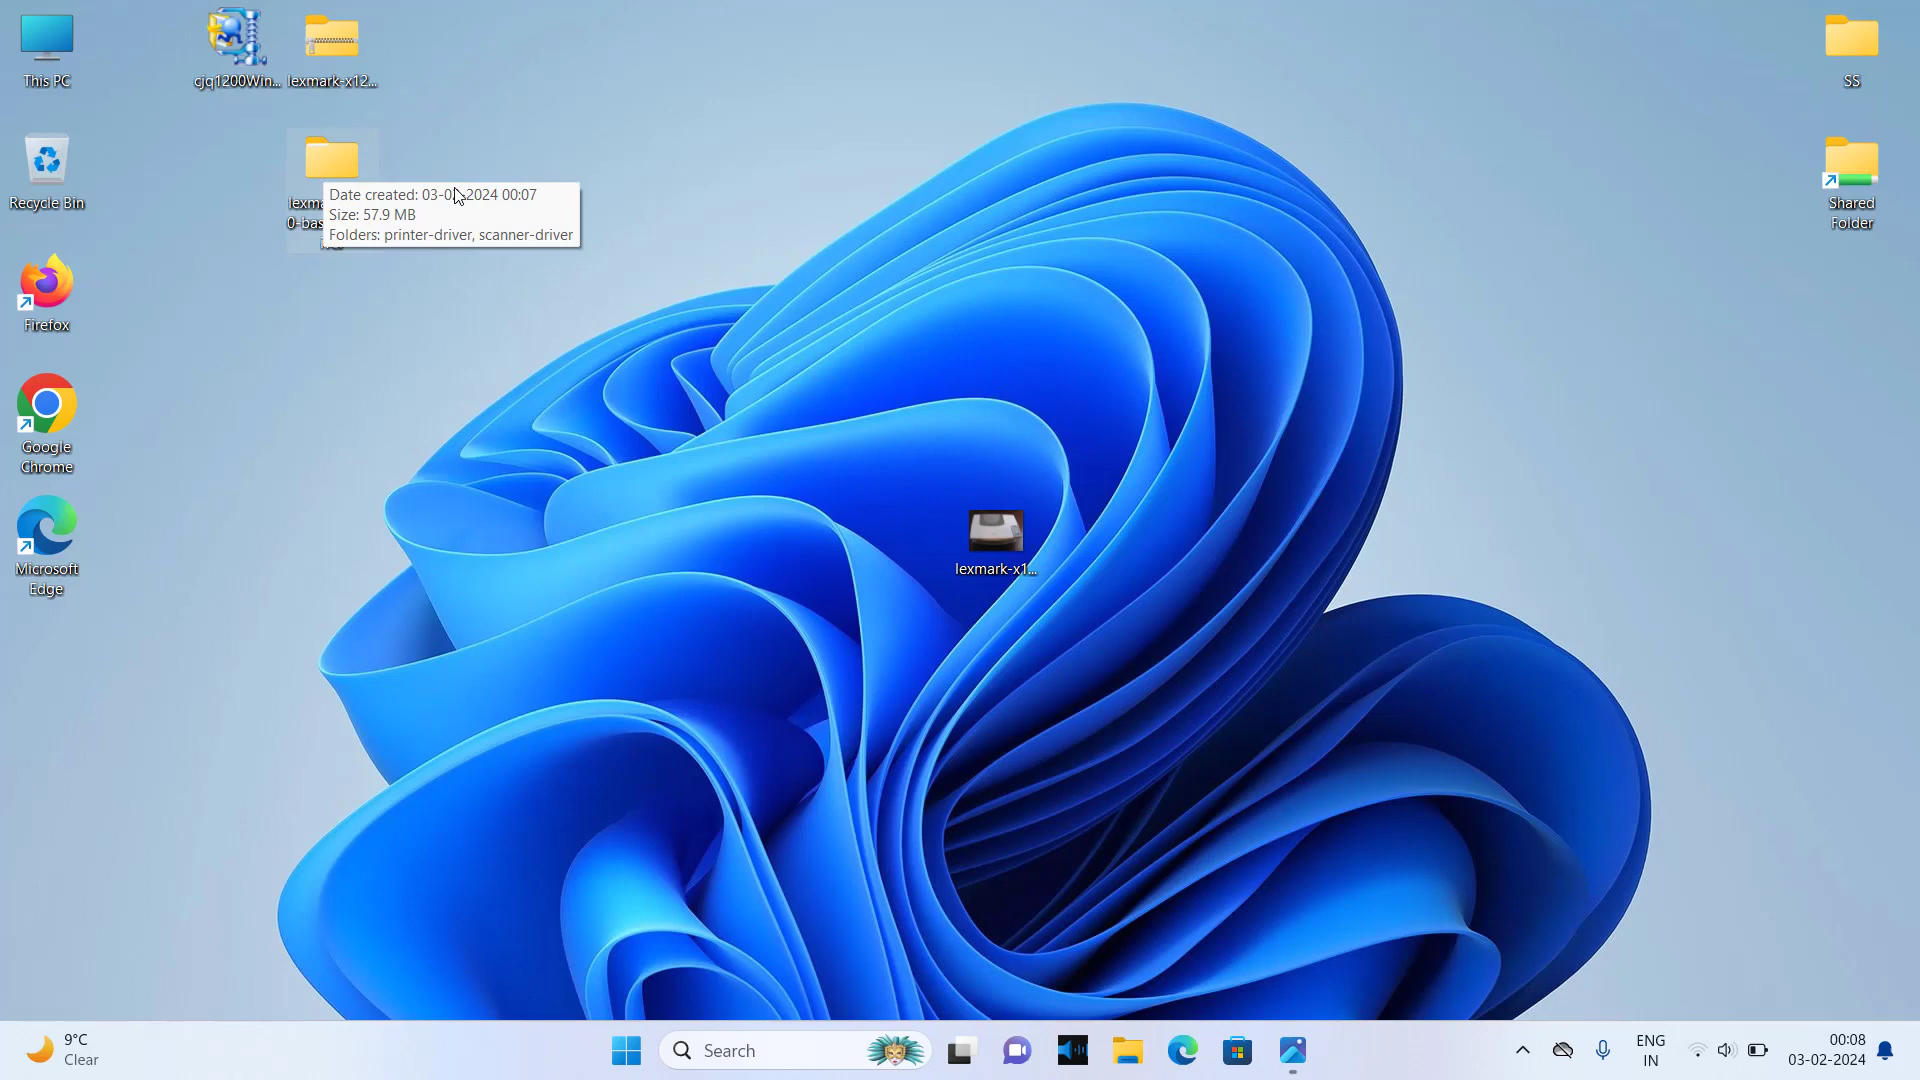 This PC
cjq1200Win...
lexmark-x12...
SS
Recycle Bin
Date created: 03-02-2024 00:07
Size: 57.9 MB
Folders: printer-driver, scanner-driver
Shared
Folder
Firefox
Google
Chrome
Microsoft
Edge
lexmark-x1...
9°C
Clear
Search
ENG
IN
00:08
03-02-2024